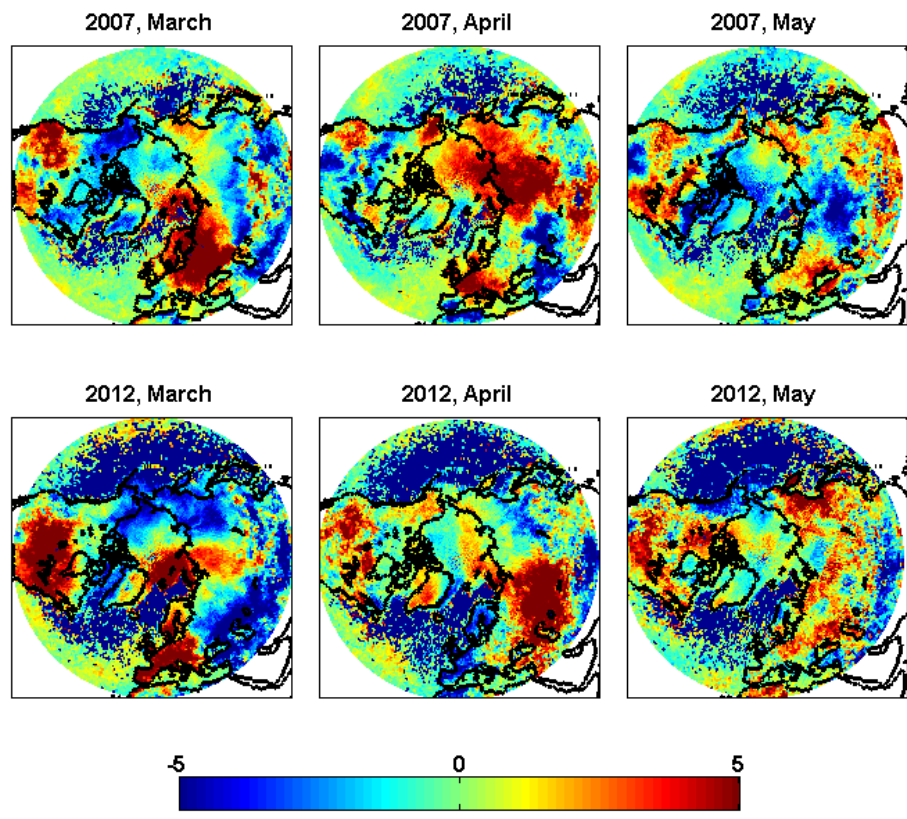 2007, March
2007, April
2007, May
2012, March
2012, April
2012, May
-5
0
5